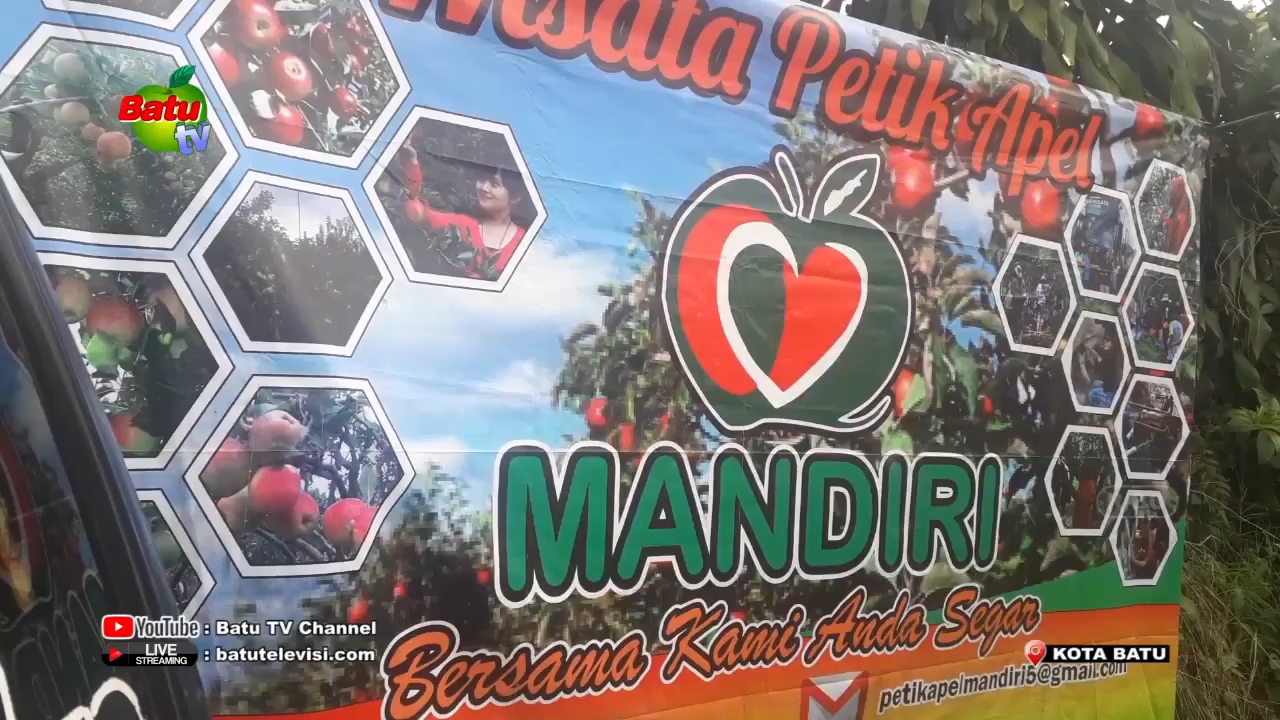 Wisata Petik Apel
Batu
tv
MANDIRI
Bersama Kami Anda Segar
petikapelmandiri5@gmail.com
YouTube : Batu TV Channel
LIVE STREAMING : batutelevisi.com
KOTA BATU